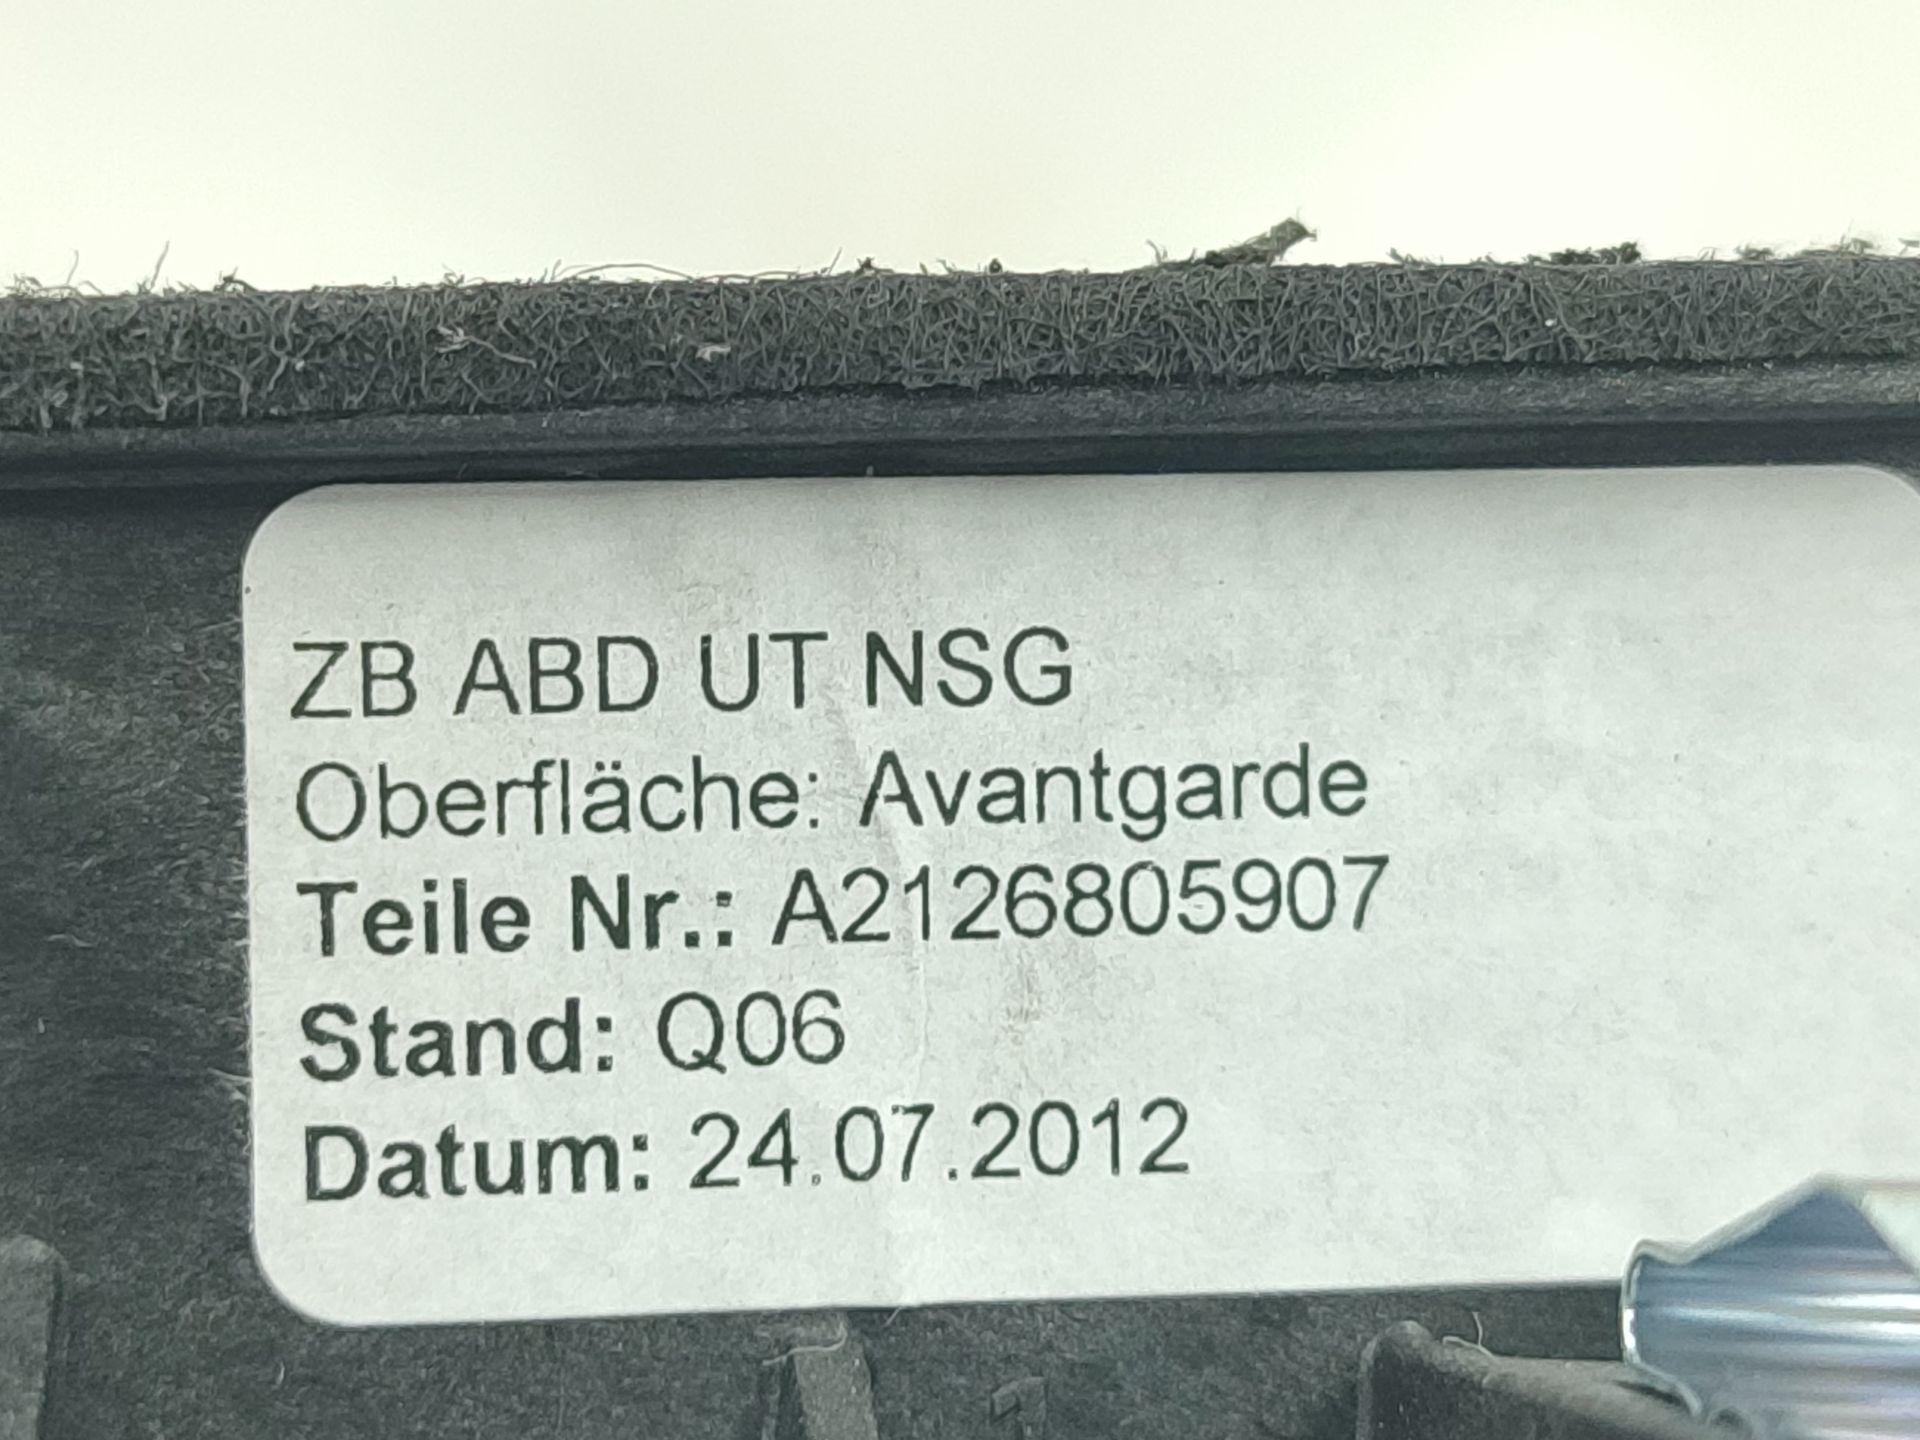 ZB ABD UT NSG
Oberfläche: Avantgarde
Teile Nr.: A2126805907
Stand: Q06
Datum: 24.07.2012